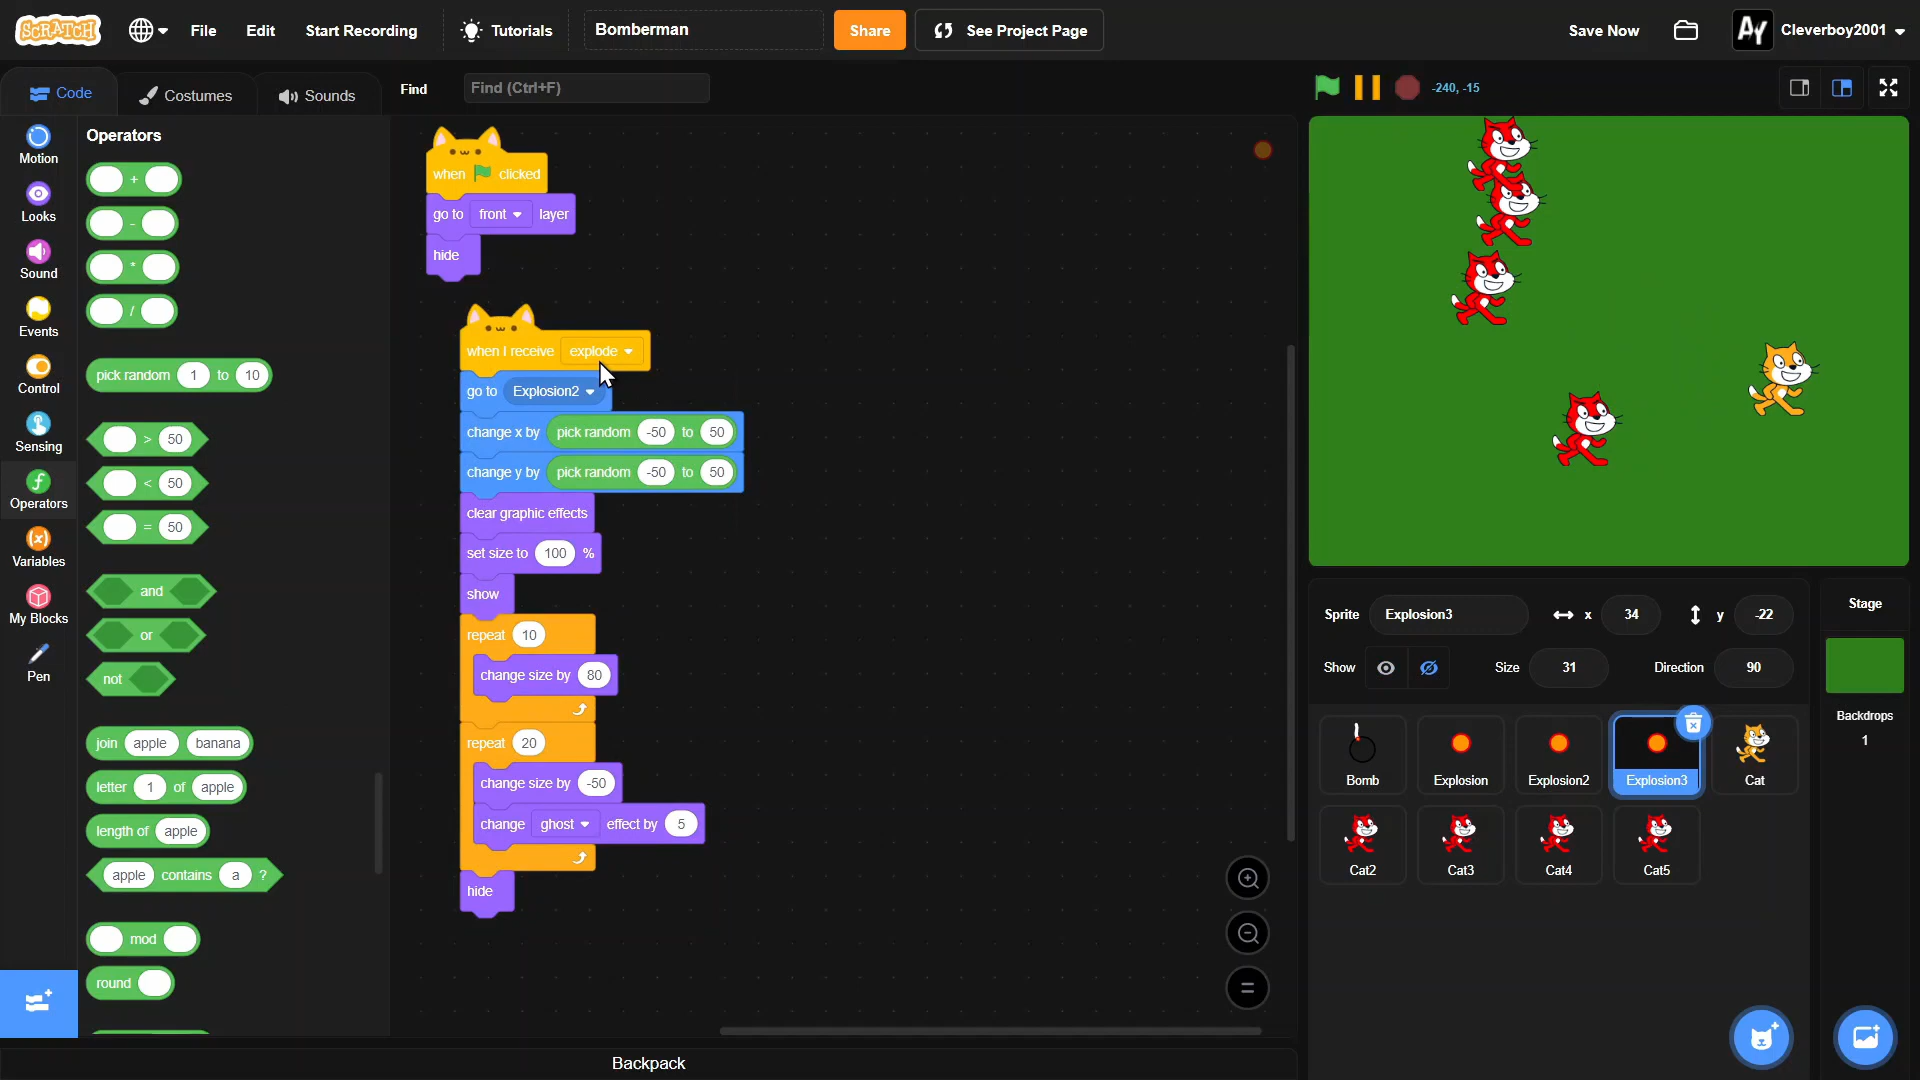 SCRATCH File Edit Start Recording Tutorials Bomberman Share See Project Page Save Now Ay Cleverboy2001
Code Costumes Sounds Find Find (Ctrl+F) -240, -15
Motion
Looks
Sound
Events
Control
Sensing
Operators
Variables
My Blocks
Pen
Operators
+
-
*
/
pick random 1 to 10
> 50
< 50
= 50
and
or
not
join apple banana
letter 1 of apple
length of apple
apple contains a ?
mod
round
when clicked
go to front layer
hide
when I receive explode
go to Explosion2
change x by pick random -50 to 50
change y by pick random -50 to 50
clear graphic effects
set size to 100 %
show
repeat 10
change size by 80
repeat 20
change size by -50
change ghost effect by 5
hide
Sprite Explosion3 x 34 y -22
Show Size 31 Direction 90
Bomb Explosion Explosion2 Explosion3 Cat
Cat2 Cat3 Cat4 Cat5
Stage
Backdrops
1
Backpack